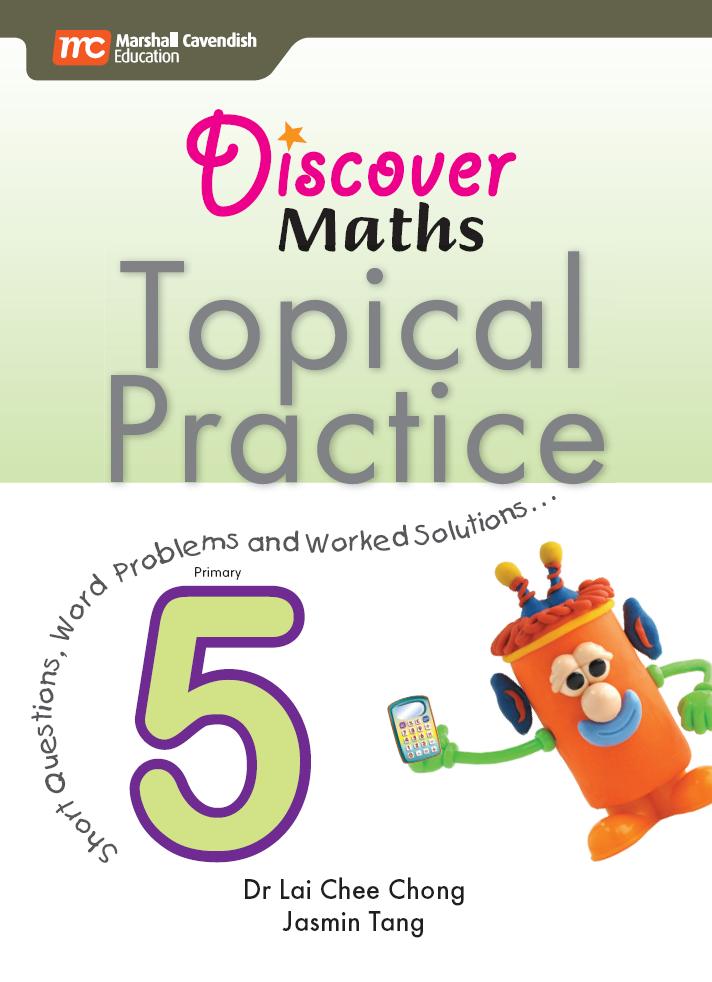 mc Marshall Cavendish
Education
Discover
Maths
Topical
Practice
Short Questions, Word Problems and Worked Solutions...
Primary
5
Dr Lai Chee Chong
Jasmin Tang